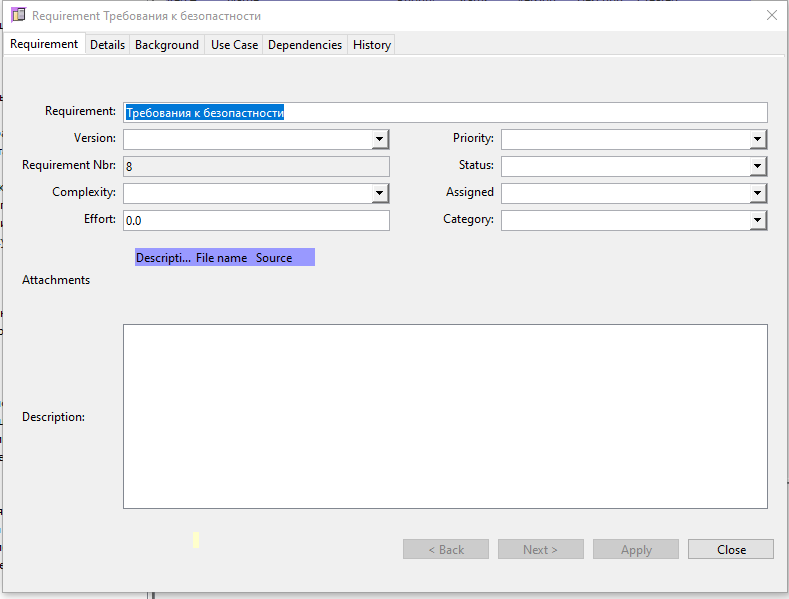 Requirement Требования к безопастности
Requirement Details Background Use Case Dependencies History
Requirement: Требования к безопастности
Version: Priority:
Requirement Nbr: 8 Status:
Complexity: Assigned
Effort: 0.0 Category:
Descripti... File name Source
Attachments
Description:
< Back Next > Apply Close